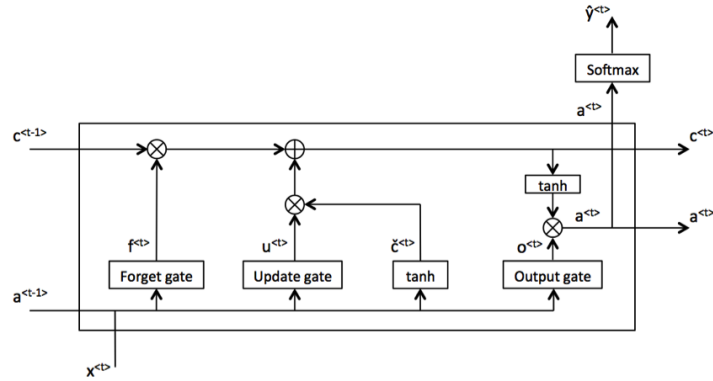 ŷ<t>
Softmax
a<t>
c<t-1>
c<t>
tanh
a<t>
a<t>
f<t>
u<t>
č<t>
o<t>
Forget gate
Update gate
tanh
Output gate
a<t-1>
x<t>